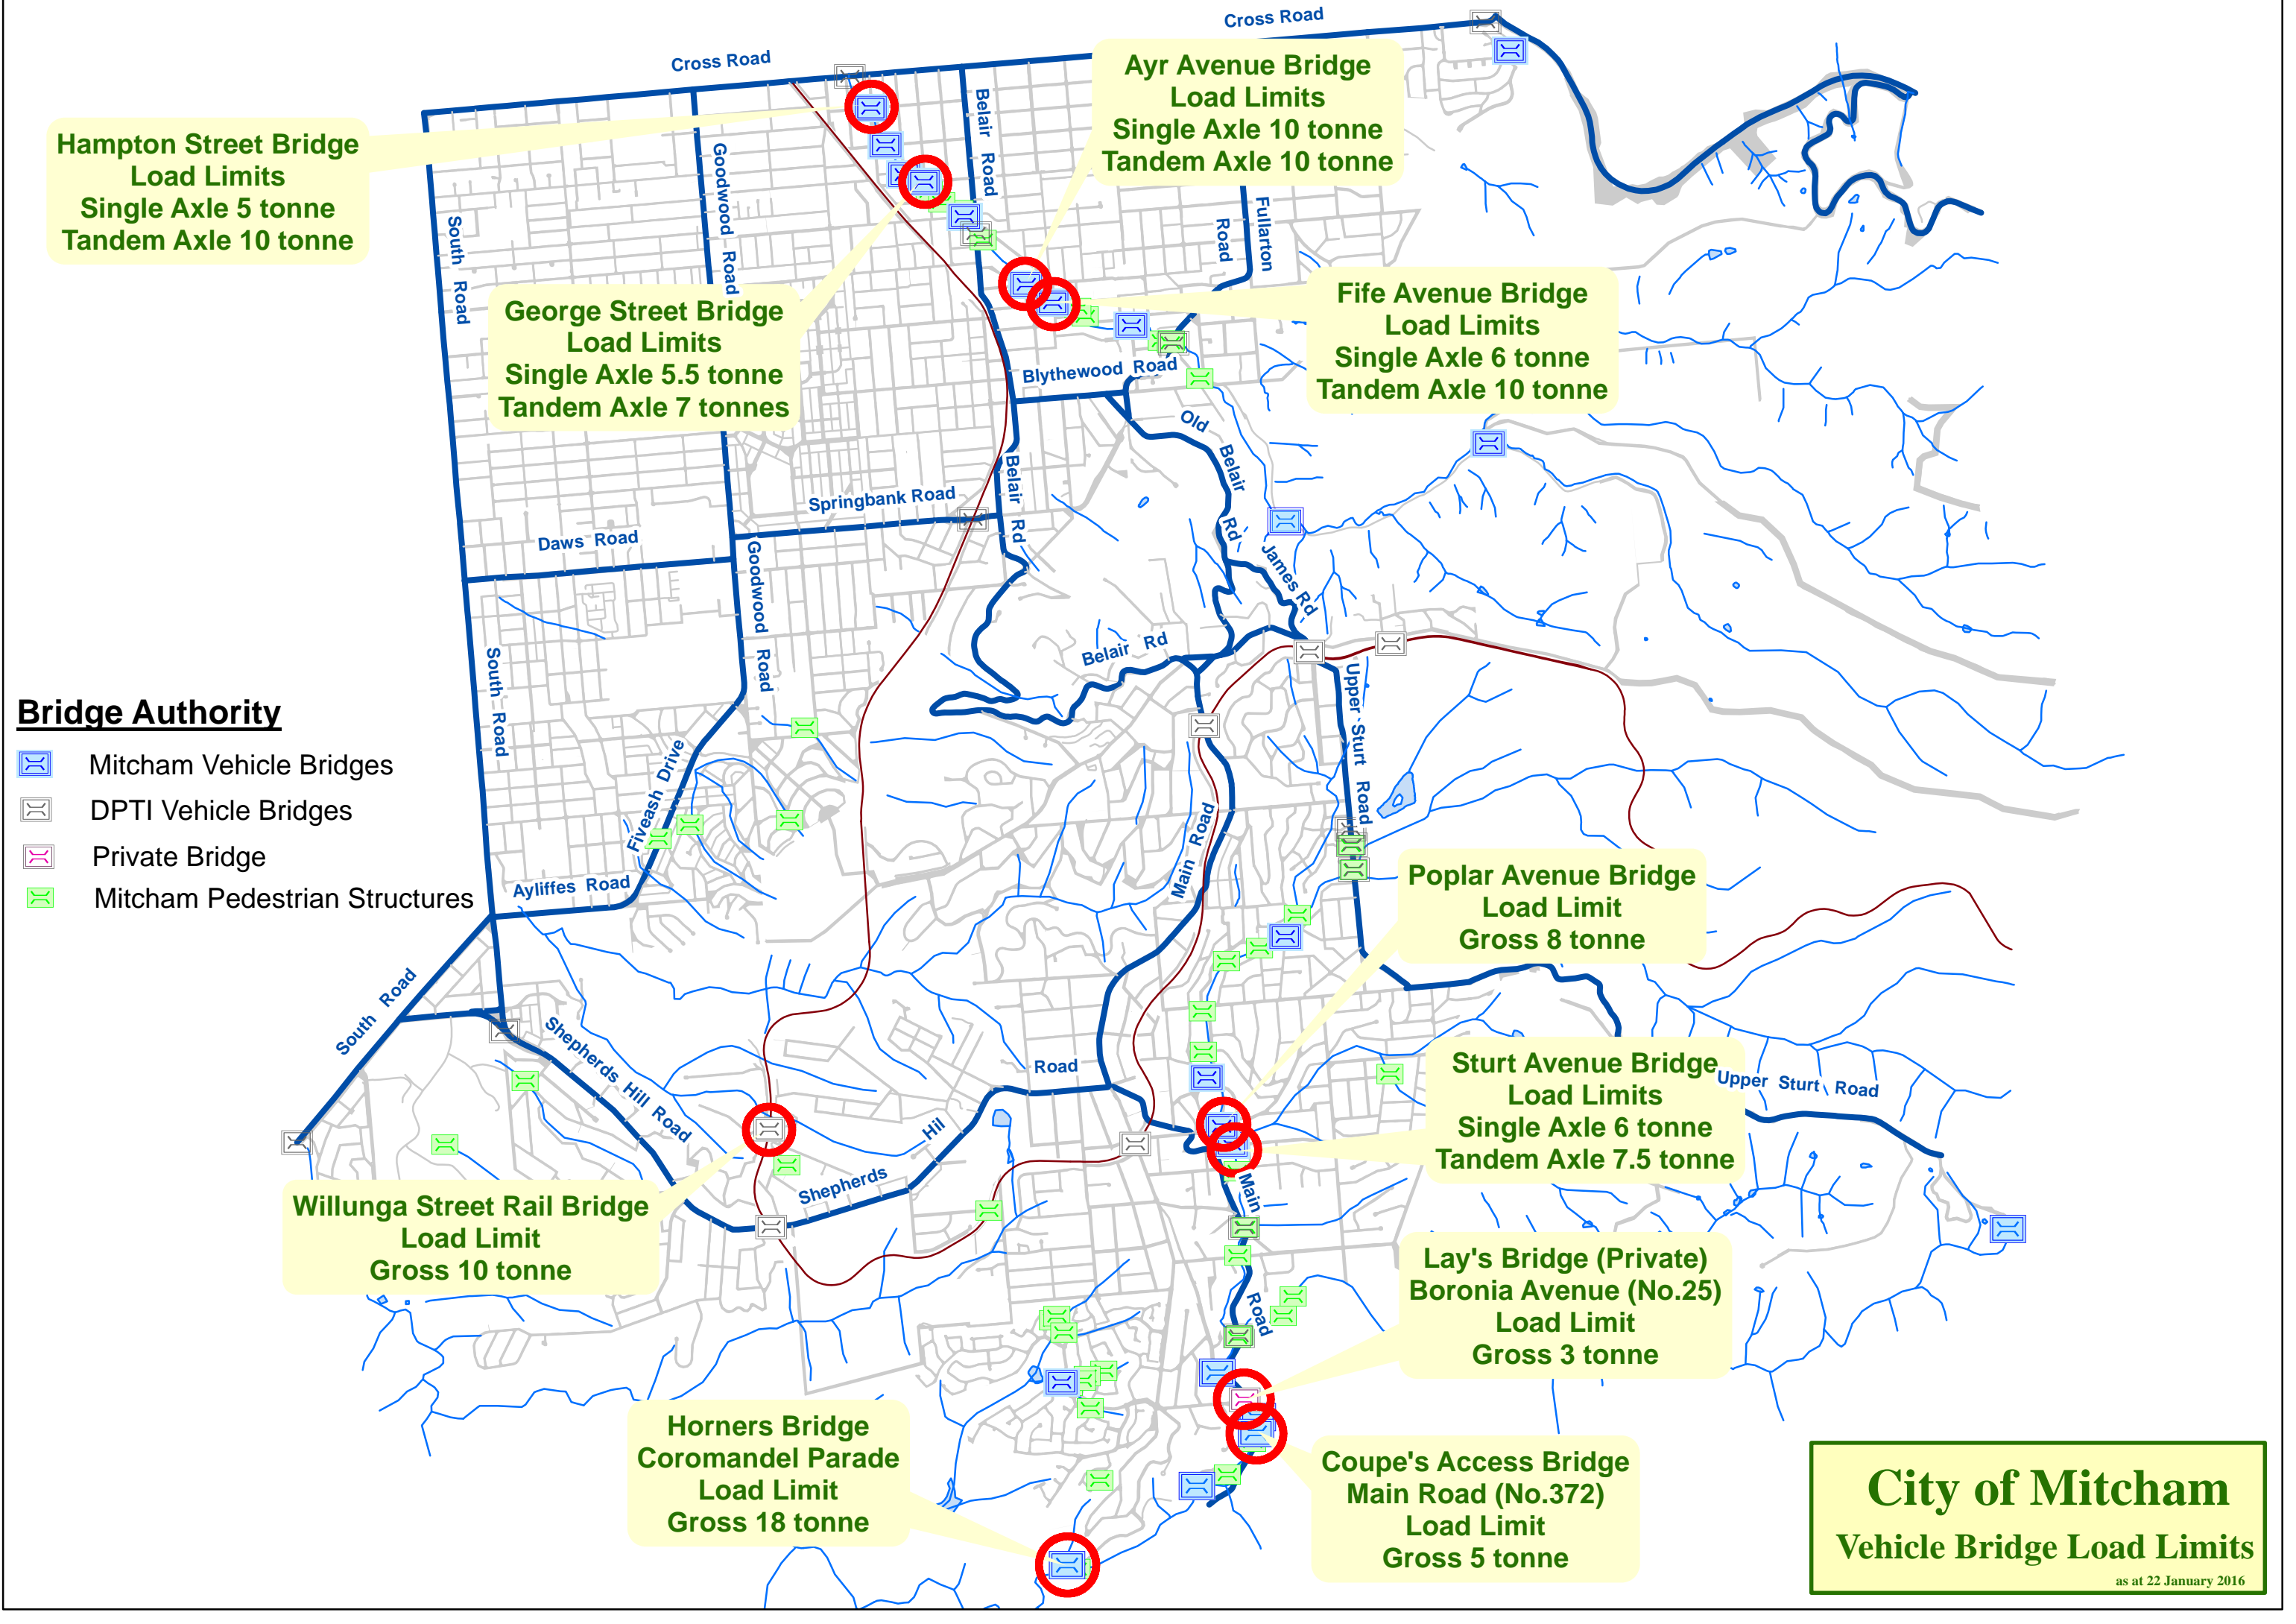 Cross Road
Cross Road
Ayr Avenue Bridge
Load Limits
Single Axle 10 tonne
Tandem Axle 10 tonne
Hampton Street Bridge
Load Limits
Single Axle 5 tonne
Tandem Axle 10 tonne
Belair Road
Goodwood Road
South Road
Fullarton
Road
George Street Bridge
Load Limits
Single Axle 5.5 tonne
Tandem Axle 7 tonnes
Fife Avenue Bridge
Load Limits
Single Axle 6 tonne
Tandem Axle 10 tonne
Blythewood Road
Old Belair Rd
Belair Rd
Springbank Road
Daws Road
Goodwood Road
James Rd
Belair Rd
South Road
Upper Sturt Road
Bridge Authority
Mitcham Vehicle Bridges
DPTI Vehicle Bridges
Private Bridge
Mitcham Pedestrian Structures
Fiveash Drive
Main Road
Ayliffes Road
Poplar Avenue Bridge
Load Limit
Gross 8 tonne
South Road
Shepherds Hill Road
Road
Sturt Avenue Bridge
Load Limits
Single Axle 6 tonne
Tandem Axle 7.5 tonne
Upper Sturt Road
Hil
Shepherds
Main
Road
Willunga Street Rail Bridge
Load Limit
Gross 10 tonne
Lay's Bridge (Private)
Boronia Avenue (No.25)
Load Limit
Gross 3 tonne
Horners Bridge
Coromandel Parade
Load Limit
Gross 18 tonne
Coupe's Access Bridge
Main Road (No.372)
Load Limit
Gross 5 tonne
City of Mitcham
Vehicle Bridge Load Limits
as at 22 January 2016